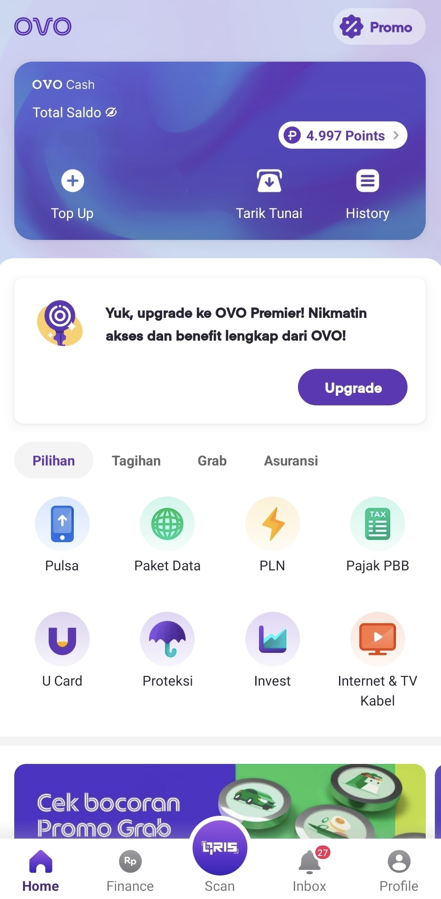 OVO
Promo
OVO Cash
Total Saldo
4.997 Points
Top Up
Tarik Tunai
History
Yuk, upgrade ke OVO Premier! Nikmatin
akses dan benefit lengkap dari OVO!
Upgrade
Pilihan
Tagihan
Grab
Asuransi
TAX
Pulsa
Paket Data
PLN
Pajak PBB
U Card
Proteksi
Invest
Internet & TV
Kabel
Cek bocoran
Promo Grab
QRIS
Rp
27
Home
Finance
Scan
Inbox
Profile